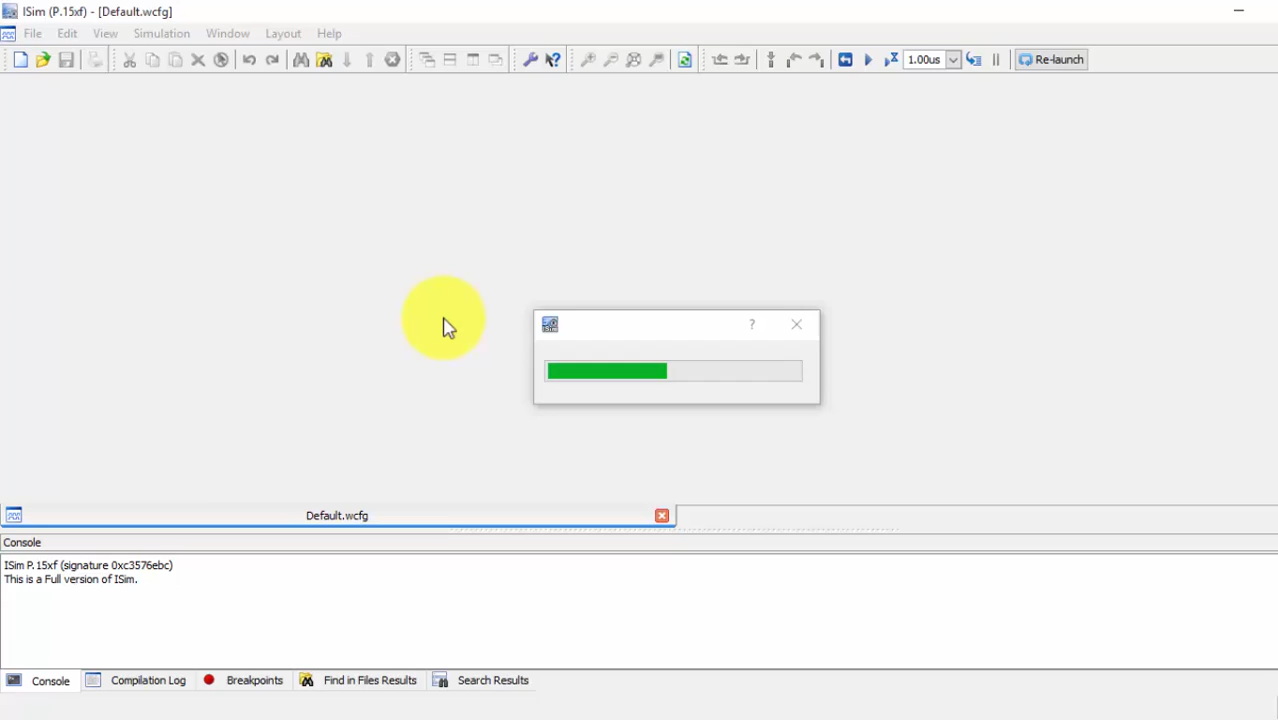 ISim (P.15xf) - [Default.wcfg]
File Edit View Simulation Window Layout Help
1.00us Re-launch
?
Default.wcfg
Console
ISim P.15xf (signature 0xc3576ebc)
This is a Full version of ISim.
Console Compilation Log Breakpoints Find in Files Results Search Results